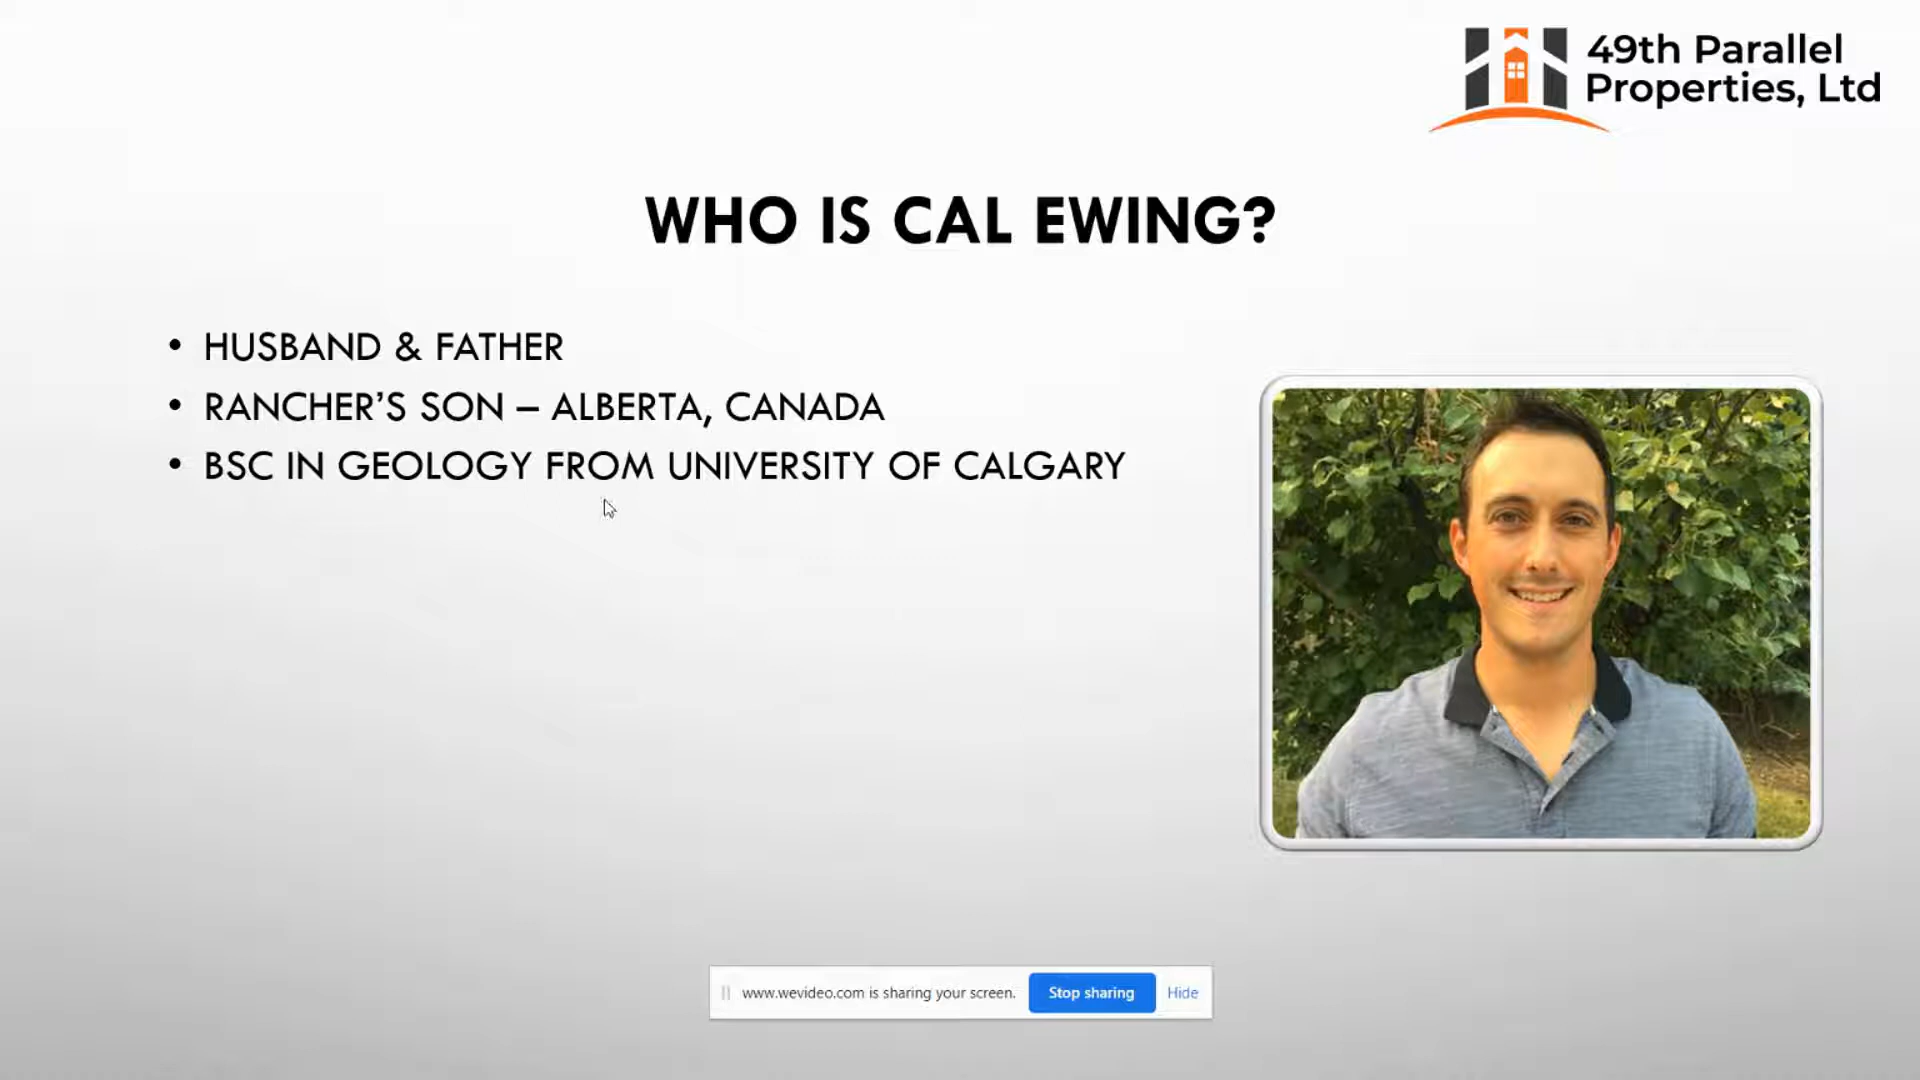 49th Parallel
Properties, Ltd
WHO IS CAL EWING?
• HUSBAND & FATHER
• RANCHER’S SON – ALBERTA, CANADA
• BSC IN GEOLOGY FROM UNIVERSITY OF CALGARY
www.wevideo.com is sharing your screen. Stop sharing Hide